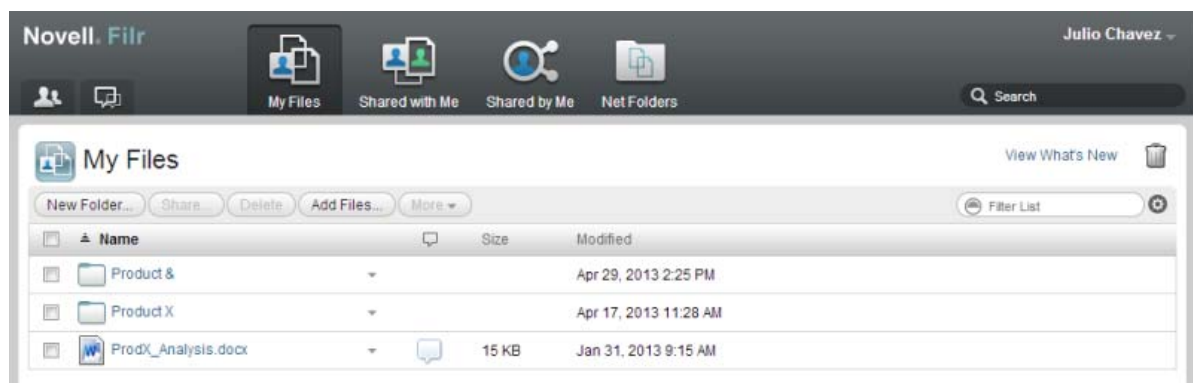 Novell. Filr
Julio Chavez
My Files Shared with Me Shared by Me Net Folders
Search
My Files
View What's New
New Folder... Share... Delete Add Files... More
Filter List
Name Size Modified
Product & Apr 29, 2013 2:25 PM
Product X Apr 17, 2013 11:28 AM
ProdX_Analysis.docx 15 KB Jan 31, 2013 9:15 AM